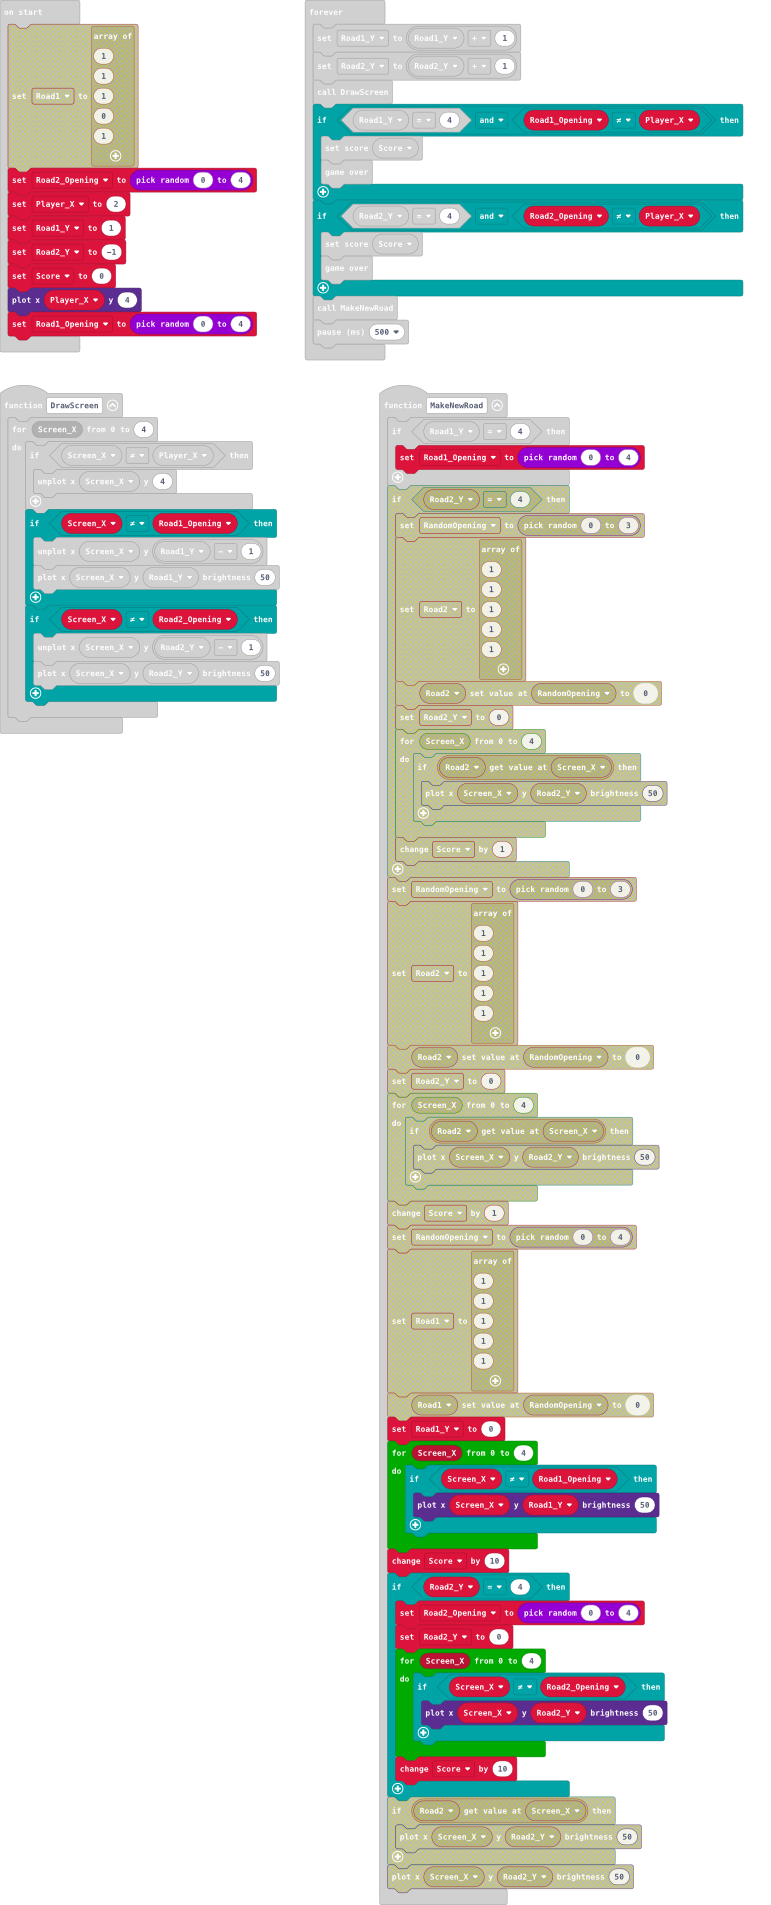 on start
array of
1
1
set Road1 to 1
0
1
set Road2_Opening to pick random 0 to 4
set Player_X to 2
set Road1_Y to 1
set Road2_Y to −1
set Score to 0
plot x Player_X y 4
set Road1_Opening to pick random 0 to 4
forever
set Road1_Y to Road1_Y + 1
set Road2_Y to Road2_Y + 1
call DrawScreen
if Road1_Y = 4 and Road1_Opening ≠ Player_X then
set score Score
game over
if Road2_Y = 4 and Road2_Opening ≠ Player_X then
set score Score
game over
call MakeNewRoad
pause (ms) 500
function DrawScreen
for Screen_X from 0 to 4
do
if Screen_X ≠ Player_X then
unplot x Screen_X y 4
if Screen_X ≠ Road1_Opening then
unplot x Screen_X y Road1_Y - 1
plot x Screen_X y Road1_Y brightness 50
if Screen_X ≠ Road2_Opening then
unplot x Screen_X y Road2_Y - 1
plot x Screen_X y Road2_Y brightness 50
function MakeNewRoad
if Road1_Y = 4 then
set Road1_Opening to pick random 0 to 4
if Road2_Y = 4 then
set RandomOpening to pick random 0 to 3
array of
1
1
set Road2 to 1
1
1
Road2 set value at RandomOpening to 0
set Road2_Y to 0
for Screen_X from 0 to 4
do
if Road2 get value at Screen_X then
plot x Screen_X y Road2_Y brightness 50
change Score by 1
set RandomOpening to pick random 0 to 3
array of
1
1
set Road2 to 1
1
1
Road2 set value at RandomOpening to 0
set Road2_Y to 0
for Screen_X from 0 to 4
do
if Road2 get value at Screen_X then
plot x Screen_X y Road2_Y brightness 50
change Score by 1
set RandomOpening to pick random 0 to 4
array of
1
1
set Road1 to 1
1
1
Road1 set value at RandomOpening to 0
set Road1_Y to 0
for Screen_X from 0 to 4
do
if Screen_X ≠ Road1_Opening then
plot x Screen_X y Road1_Y brightness 50
change Score by 10
if Road2_Y = 4 then
set Road2_Opening to pick random 0 to 4
set Road2_Y to 0
for Screen_X from 0 to 4
do
if Screen_X ≠ Road2_Opening then
plot x Screen_X y Road2_Y brightness 50
change Score by 10
if Road2 get value at Screen_X then
plot x Screen_X y Road2_Y brightness 50
plot x Screen_X y Road2_Y brightness 50